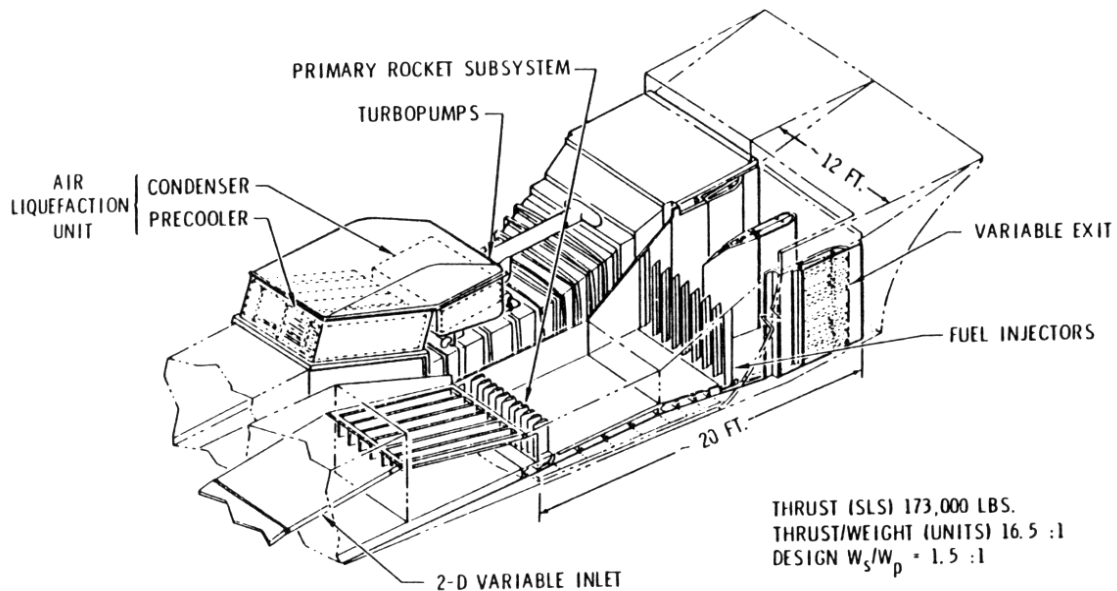 PRIMARY ROCKET SUBSYSTEM
TURBOPUMPS
AIR
LIQUEFACTION
UNIT
CONDENSER
PRECOOLER
~12 FT.
VARIABLE EXIT
FUEL INJECTORS
~20 FT.
2-D VARIABLE INLET
THRUST (SLS) 173,000 LBS.
THRUST/WEIGHT (UNITS) 16.5 :1
DESIGN Ws/Wp = 1.5 :1